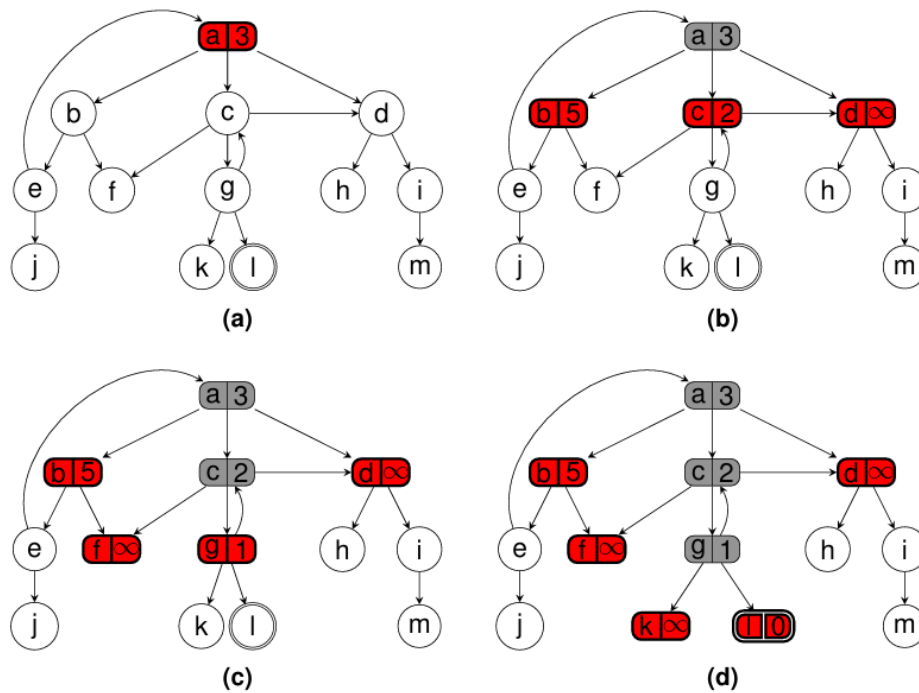 a 3
b c d
e f g h i
j k l m
(a)
a 3
b 5 c 2 d ∞
e f g h i
j k l m
(b)
a 3
b 5 c 2 d ∞
e f ∞ g 1 h i
j k l m
(c)
a 3
b 5 c 2 d ∞
e f ∞ g 1 h i
j k ∞ l 0 m
(d)